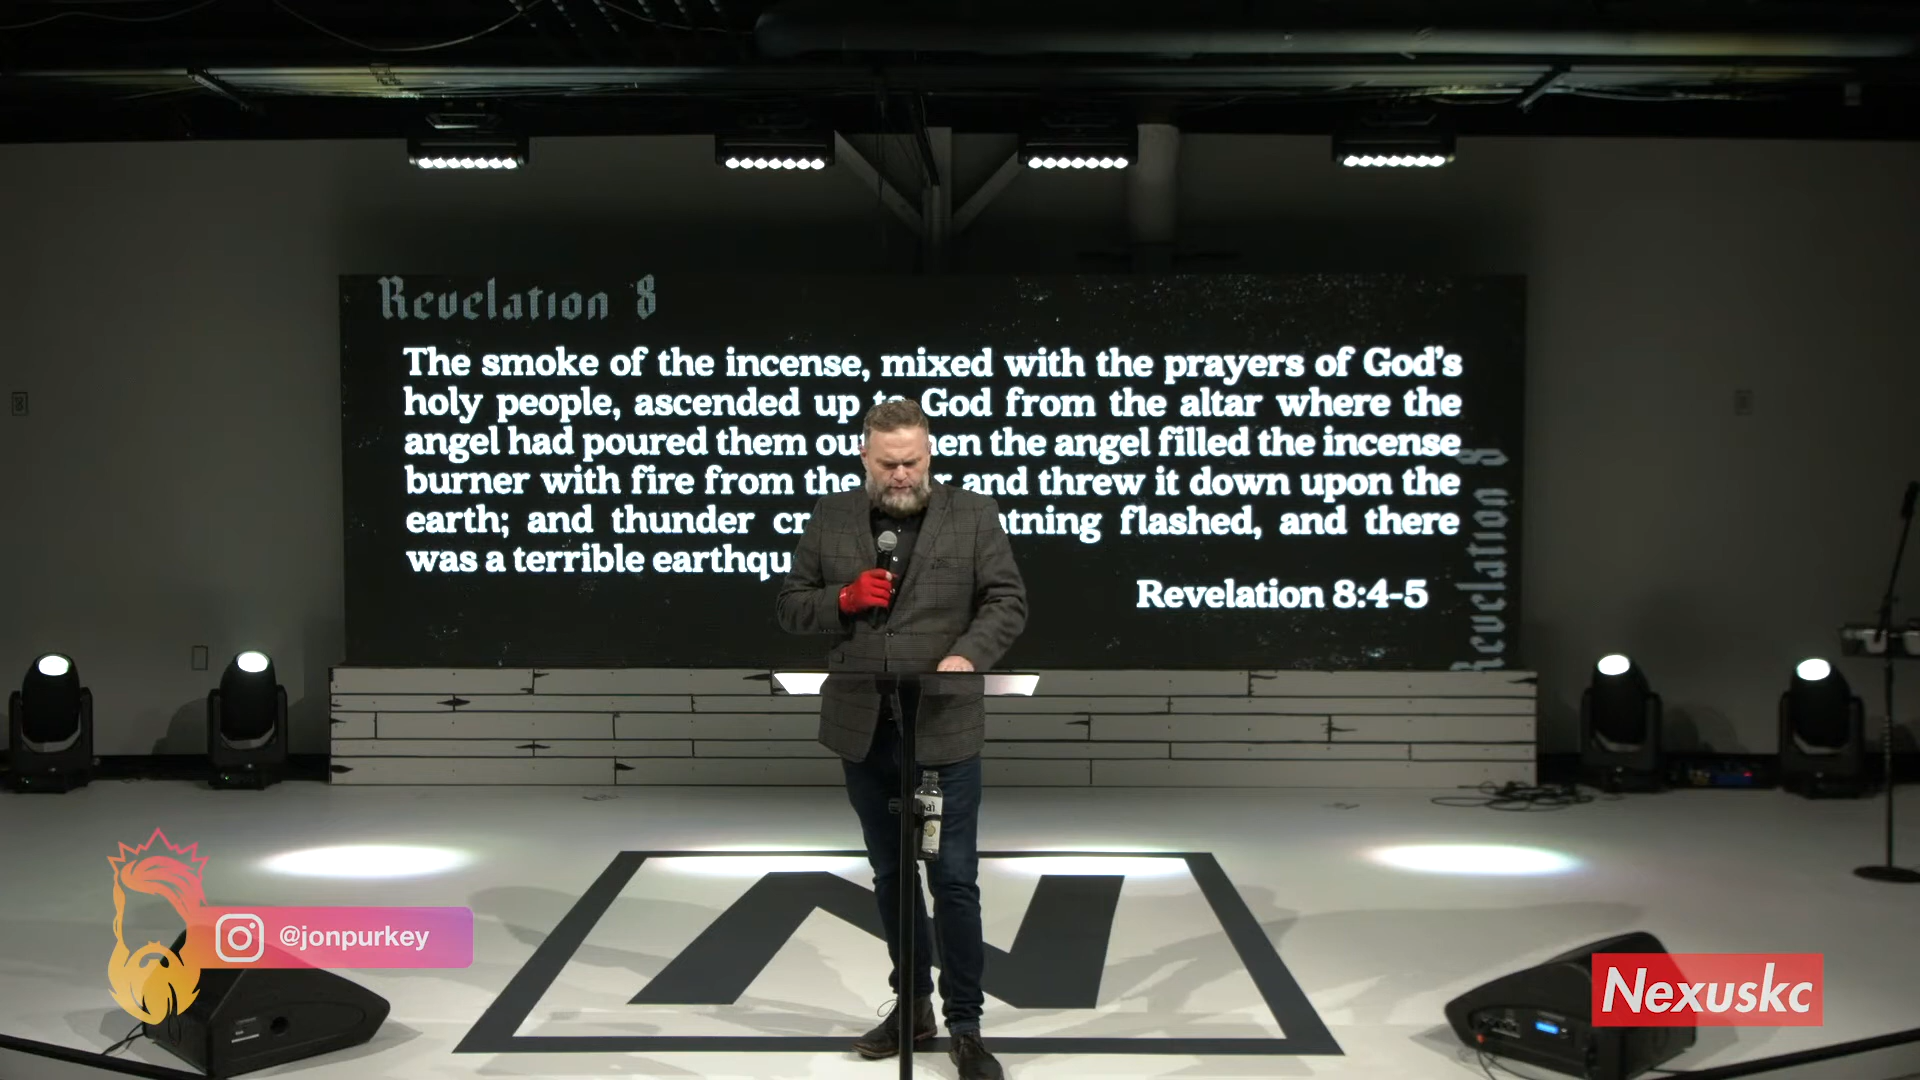 Revelation 8
The smoke of the incense, mixed with the prayers of God's
holy people, ascended up to God from the altar where the
angel had poured them out. the angel filled the incense
burner with fire from the and threw it down upon the
earth; and thunder flashed, and there
was a terrible
Revelation 8:4-5
Revelation 8
@jonpurkey
Nexuskc
N